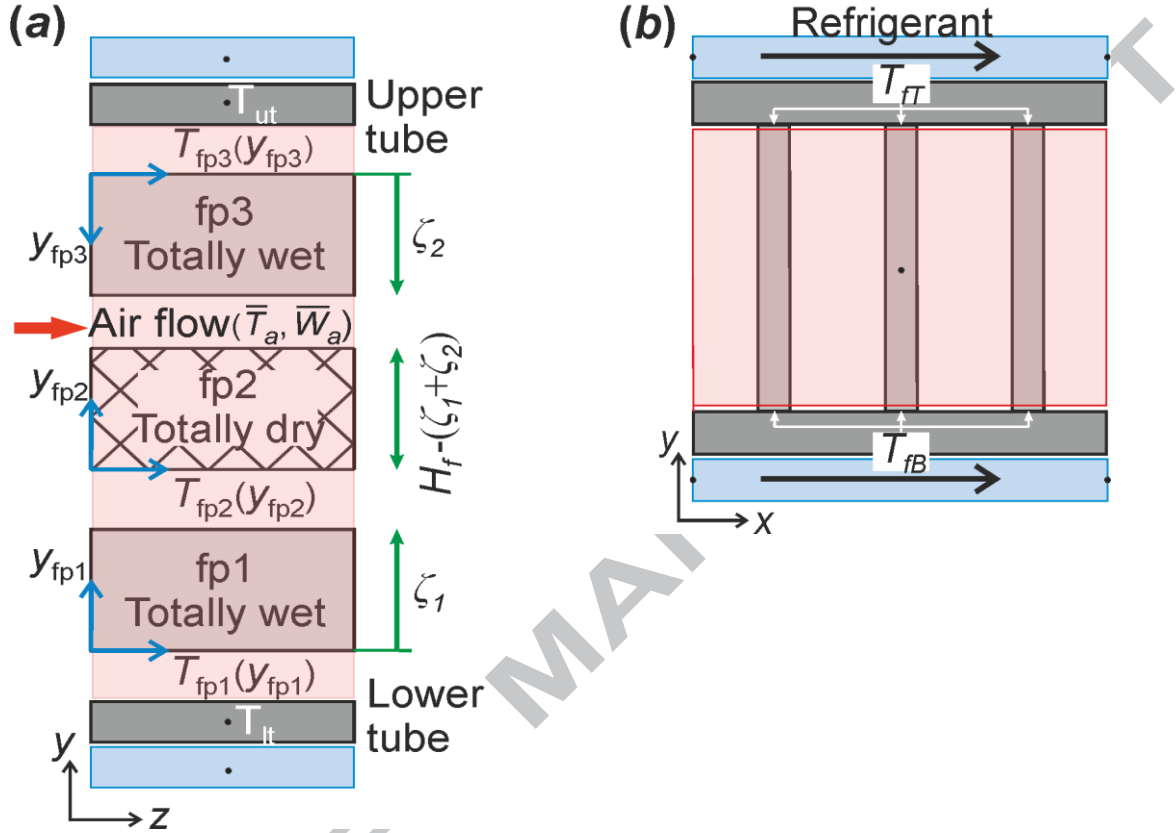 (a)
T_ut
Upper
tube
T_fp3(y_fp3)
fp3
Totally wet
y_fp3
ζ_2
Air flow(T̿_a, W̿_a)
y_fp2
fp2
Totally dry
H_f-(ζ_1+ζ_2)
T_fp2(y_fp2)
y_fp1
fp1
Totally wet
ζ_1
T_fp1(y_fp1)
T_lt
Lower
tube
y
z
(b)
Refrigerant
T_fT
T_fB
y
x
MA
T